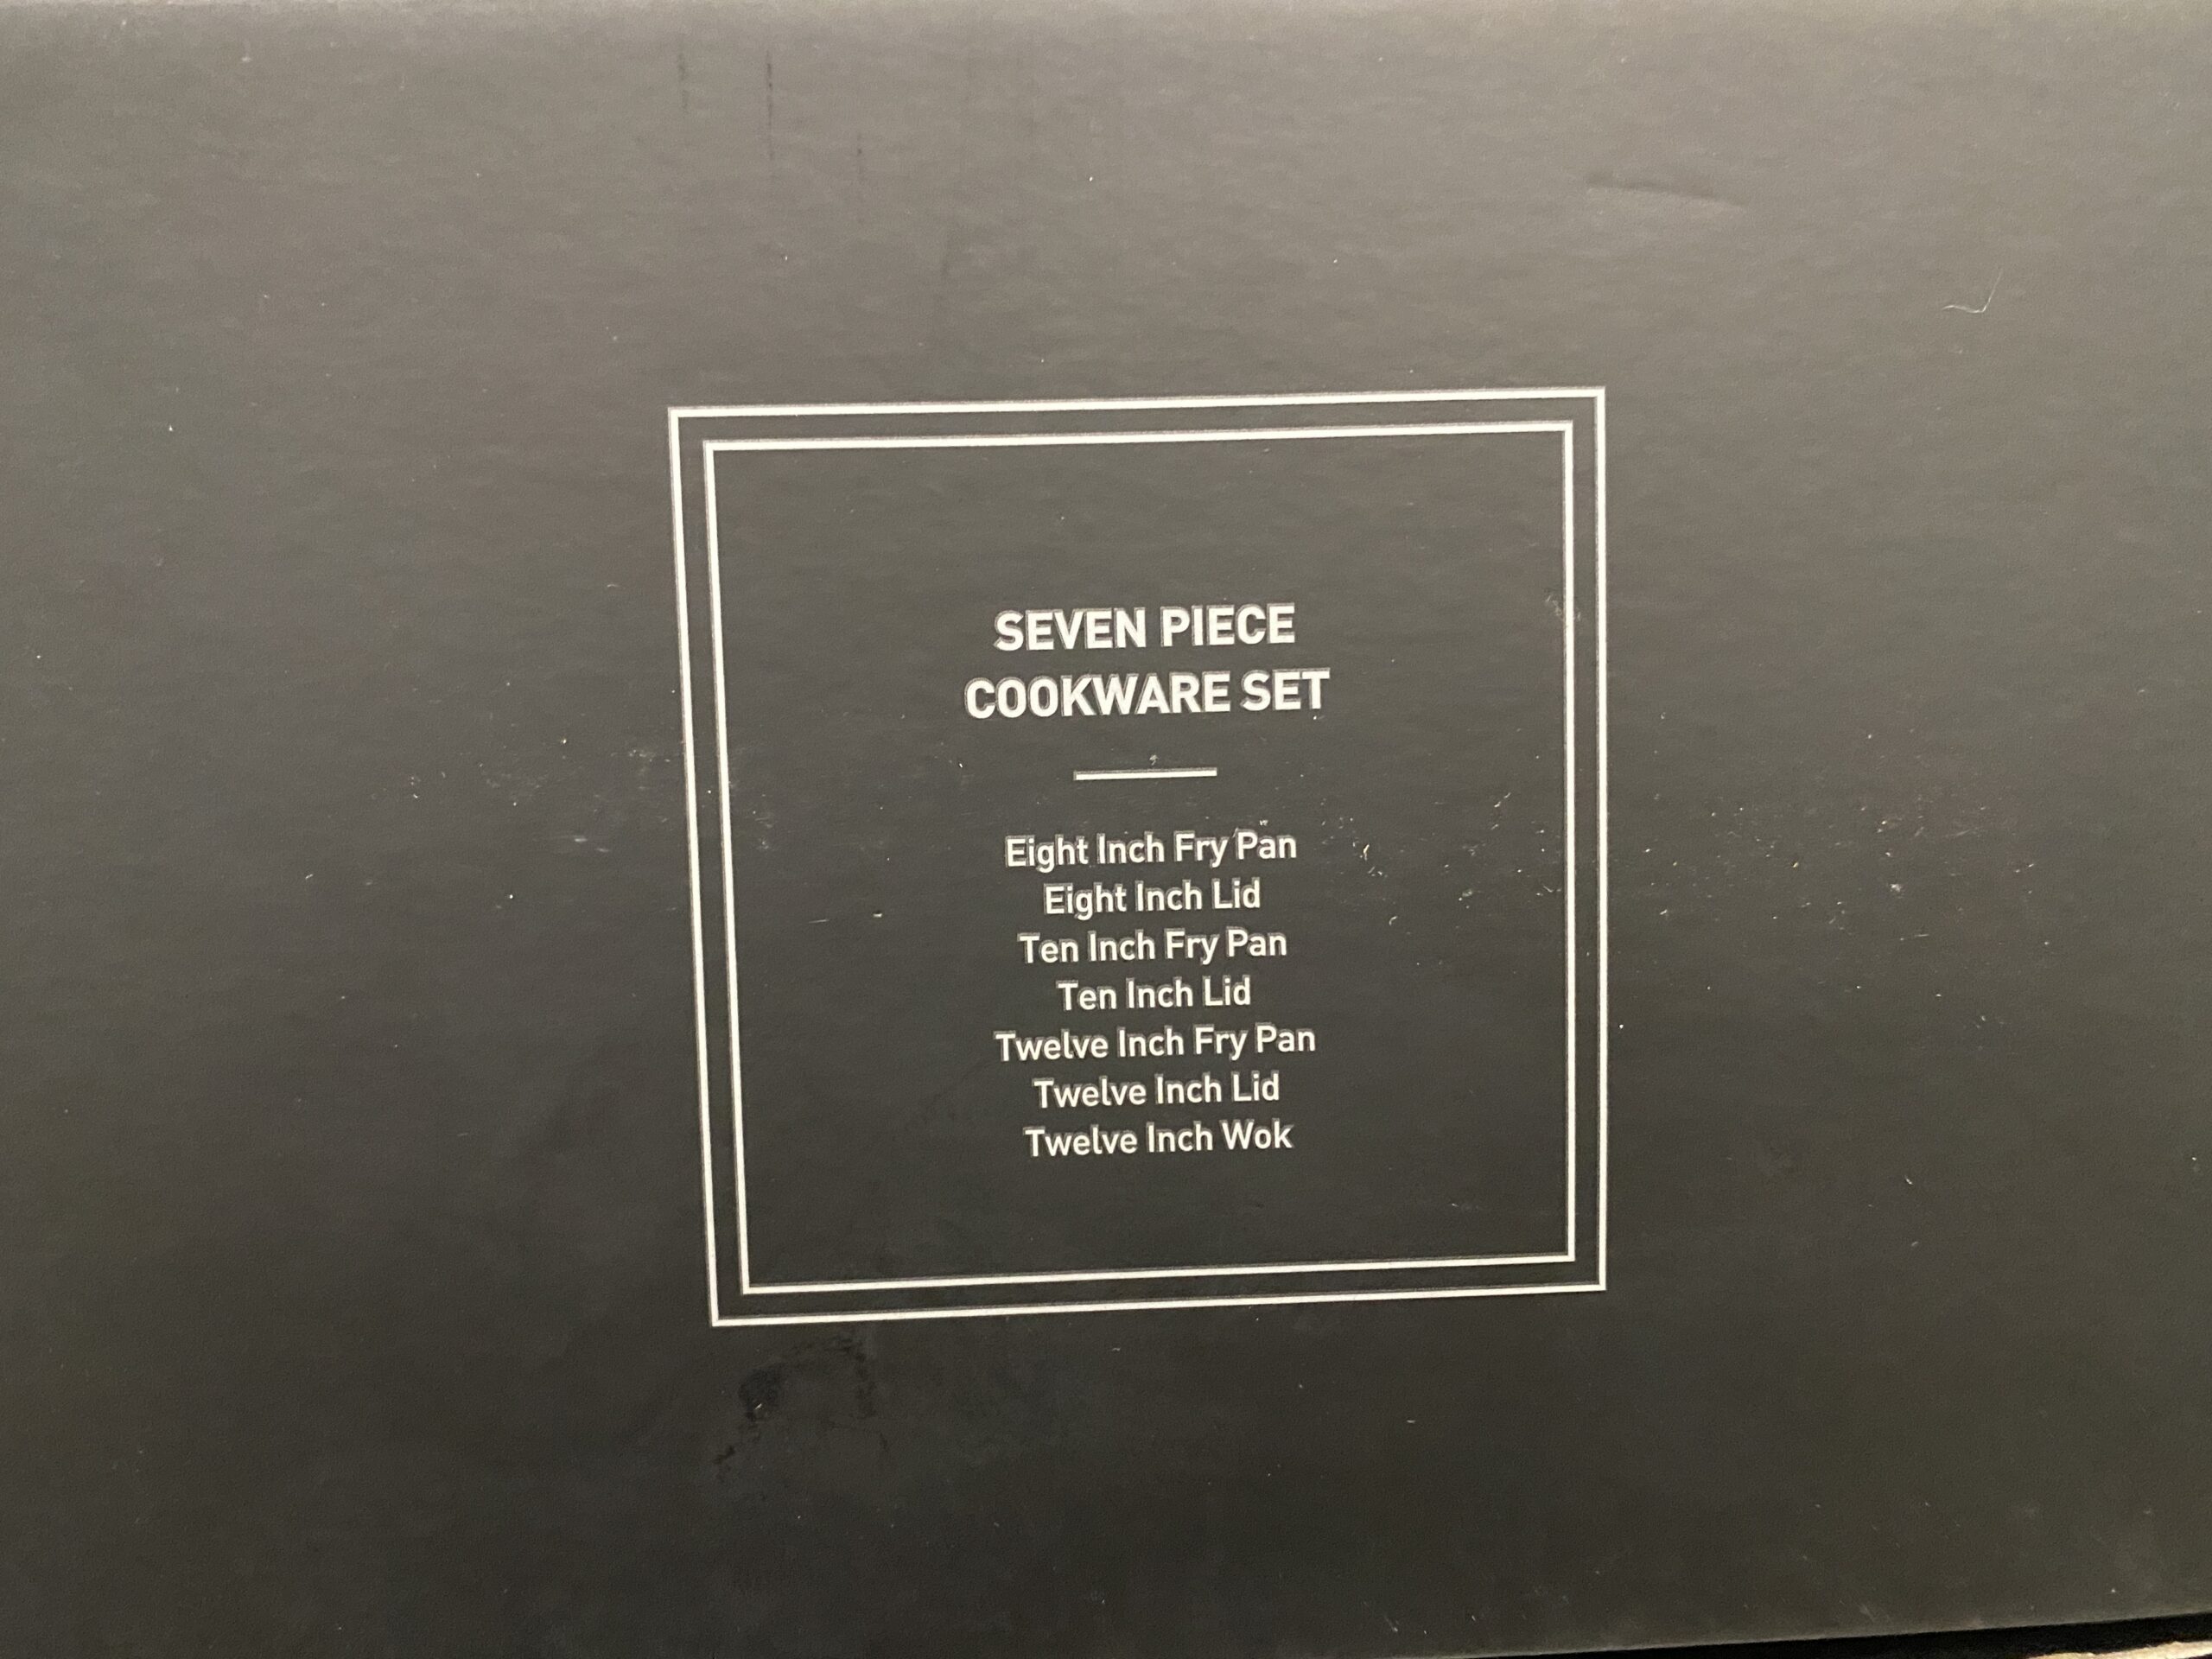 SEVEN PIECE
COOKWARE SET
Eight Inch Fry Pan
Eight Inch Lid
Ten Inch Fry Pan
Ten Inch Lid
Twelve Inch Fry Pan
Twelve Inch Lid
Twelve Inch Wok